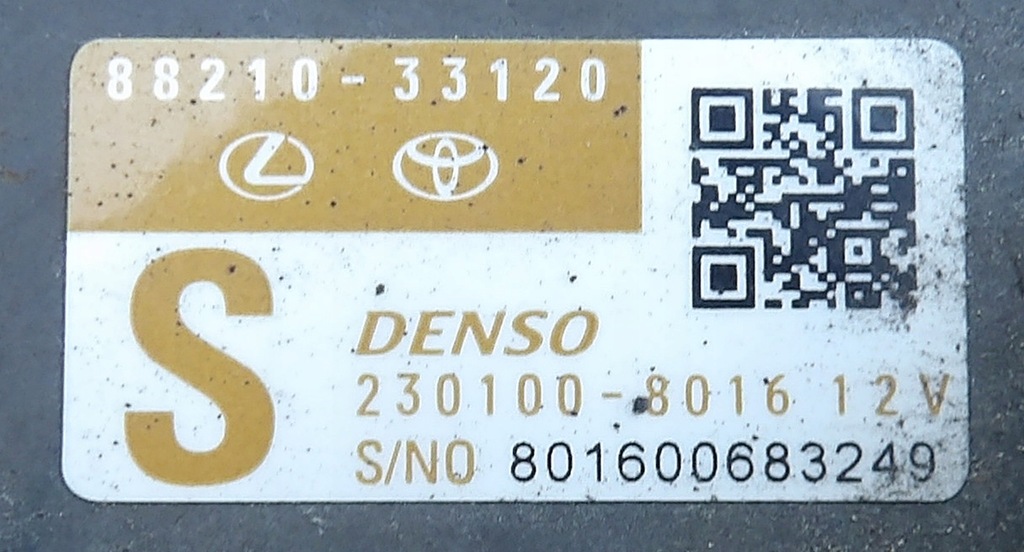 88210-33120
S
DENSO
230100-8016 12V
S/NO 801600683249